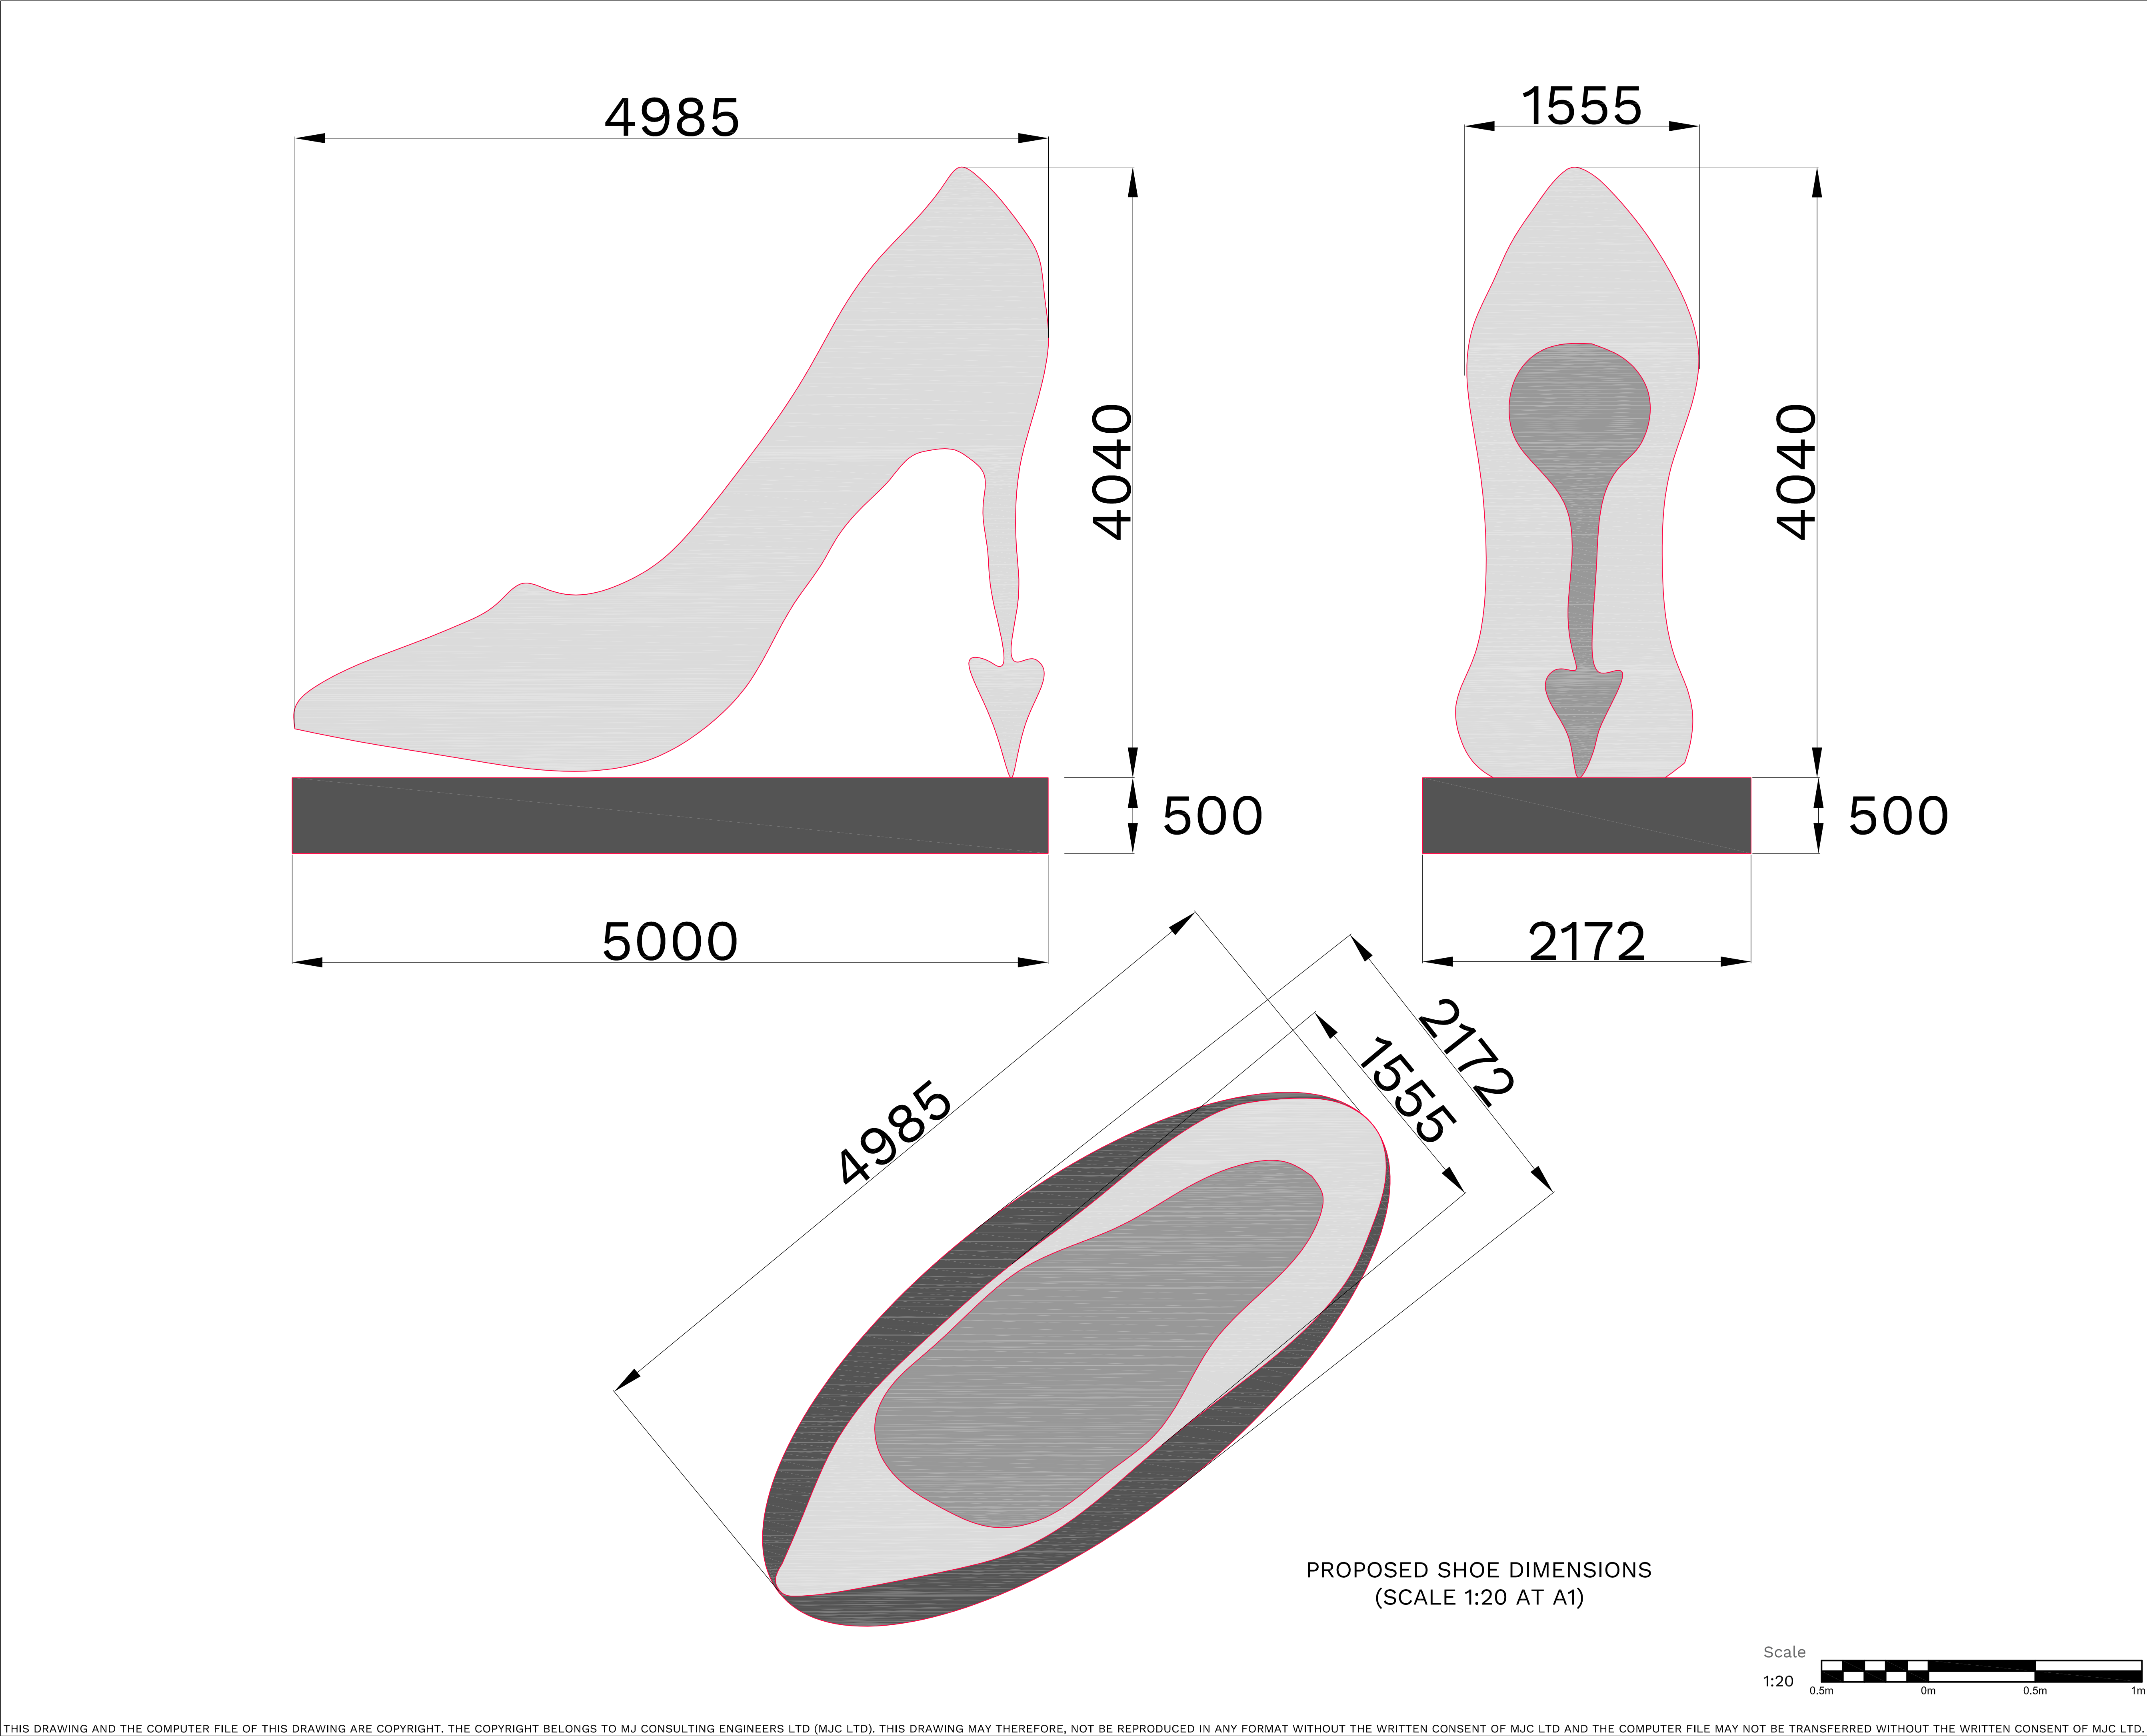 4985
1555
4040
4040
500
500
5000
2172
4985
2172
1555
PROPOSED SHOE DIMENSIONS
(SCALE 1:20 AT A1)
Scale
1:20
0.5m 0m 0.5m 1m
THIS DRAWING AND THE COMPUTER FILE OF THIS DRAWING ARE COPYRIGHT. THE COPYRIGHT BELONGS TO MJ CONSULTING ENGINEERS LTD (MJC LTD). THIS DRAWING MAY THEREFORE, NOT BE REPRODUCED IN ANY FORMAT WITHOUT THE WRITTEN CONSENT OF MJC LTD AND THE COMPUTER FILE MAY NOT BE TRANSFERRED WITHOUT THE WRITTEN CONSENT OF MJC LTD.